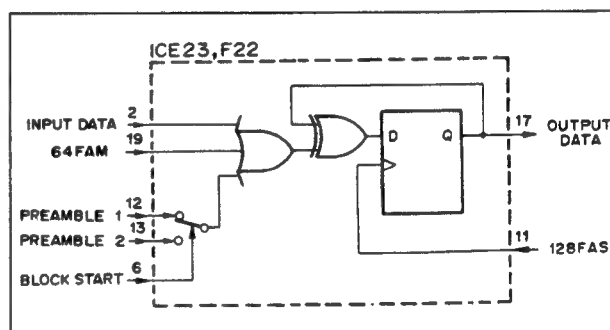 ICE23,F22
INPUT DATA 2
64FAM 19
PREAMBLE 1 12
PREAMBLE 2 13
BLOCK START 6
D Q
17 OUTPUT DATA
11 128FAS